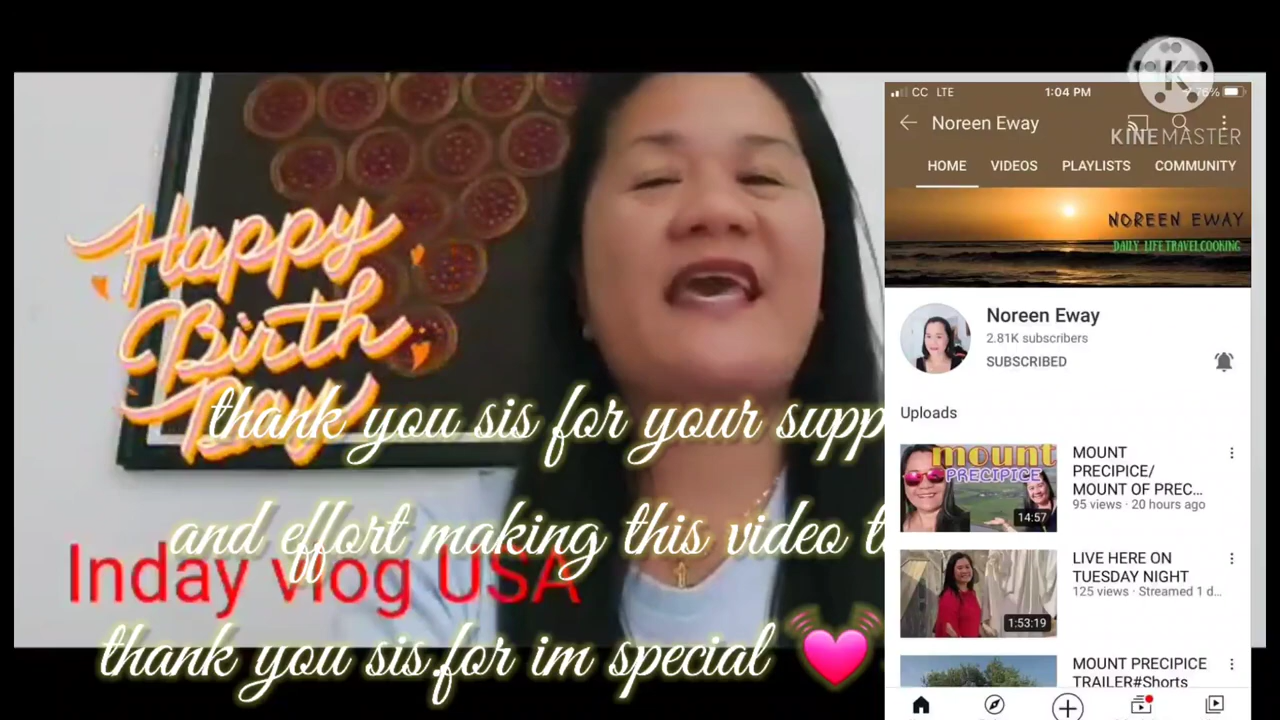 Happy
Birth
Day
thank you sis for your supp
and effort making this video t
Inday vlog USA
thank you sis.for im special
K
KINEMASTER
CC LTE
1:04 PM
76%
Noreen Eway
HOME VIDEOS PLAYLISTS COMMUNITY
NOREEN EWAY
DAILY LIFE TRAVEL COOKING
Noreen Eway
2.81K subscribers
SUBSCRIBED
Uploads
mount
PRECIPICE
14:57
MOUNT
PRECIPICE/
MOUNT OF PREC...
95 views · 20 hours ago
LIVE HERE ON
TUESDAY NIGHT
125 views · Streamed 1 d...
1:53:19
MOUNT PRECIPICE
TRAILER#Shorts